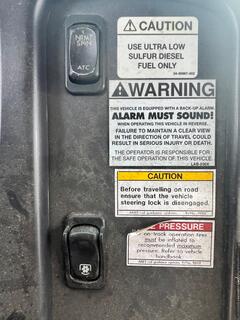 CAUTION
USE ULTRA LOW
SULFUR DIESEL
FUEL ONLY
WARNING
THIS VEHICLE IS EQUIPPED WITH A BACK-UP ALARM
ALARM MUST SOUND!
WHEN OPERATING THIS VEHICLE IN REVERSE.
FAILURE TO MAINTAIN A CLEAR VIEW
IN THE DIRECTION OF TRAVEL COULD
RESULT IN SERIOUS INJURY OR DEATH.
THE OPERATOR IS RESPONSIBLE FOR
THE SAFE OPERATION OF THIS VEHICLE.
ATC
CAUTION
Before travelling on road
ensure that the vehicle
steering lock is disengaged.
PRESSURE
on-track operation tires
must be inflated to
recommended maximum
pressure. Refer to vehicle
handbook